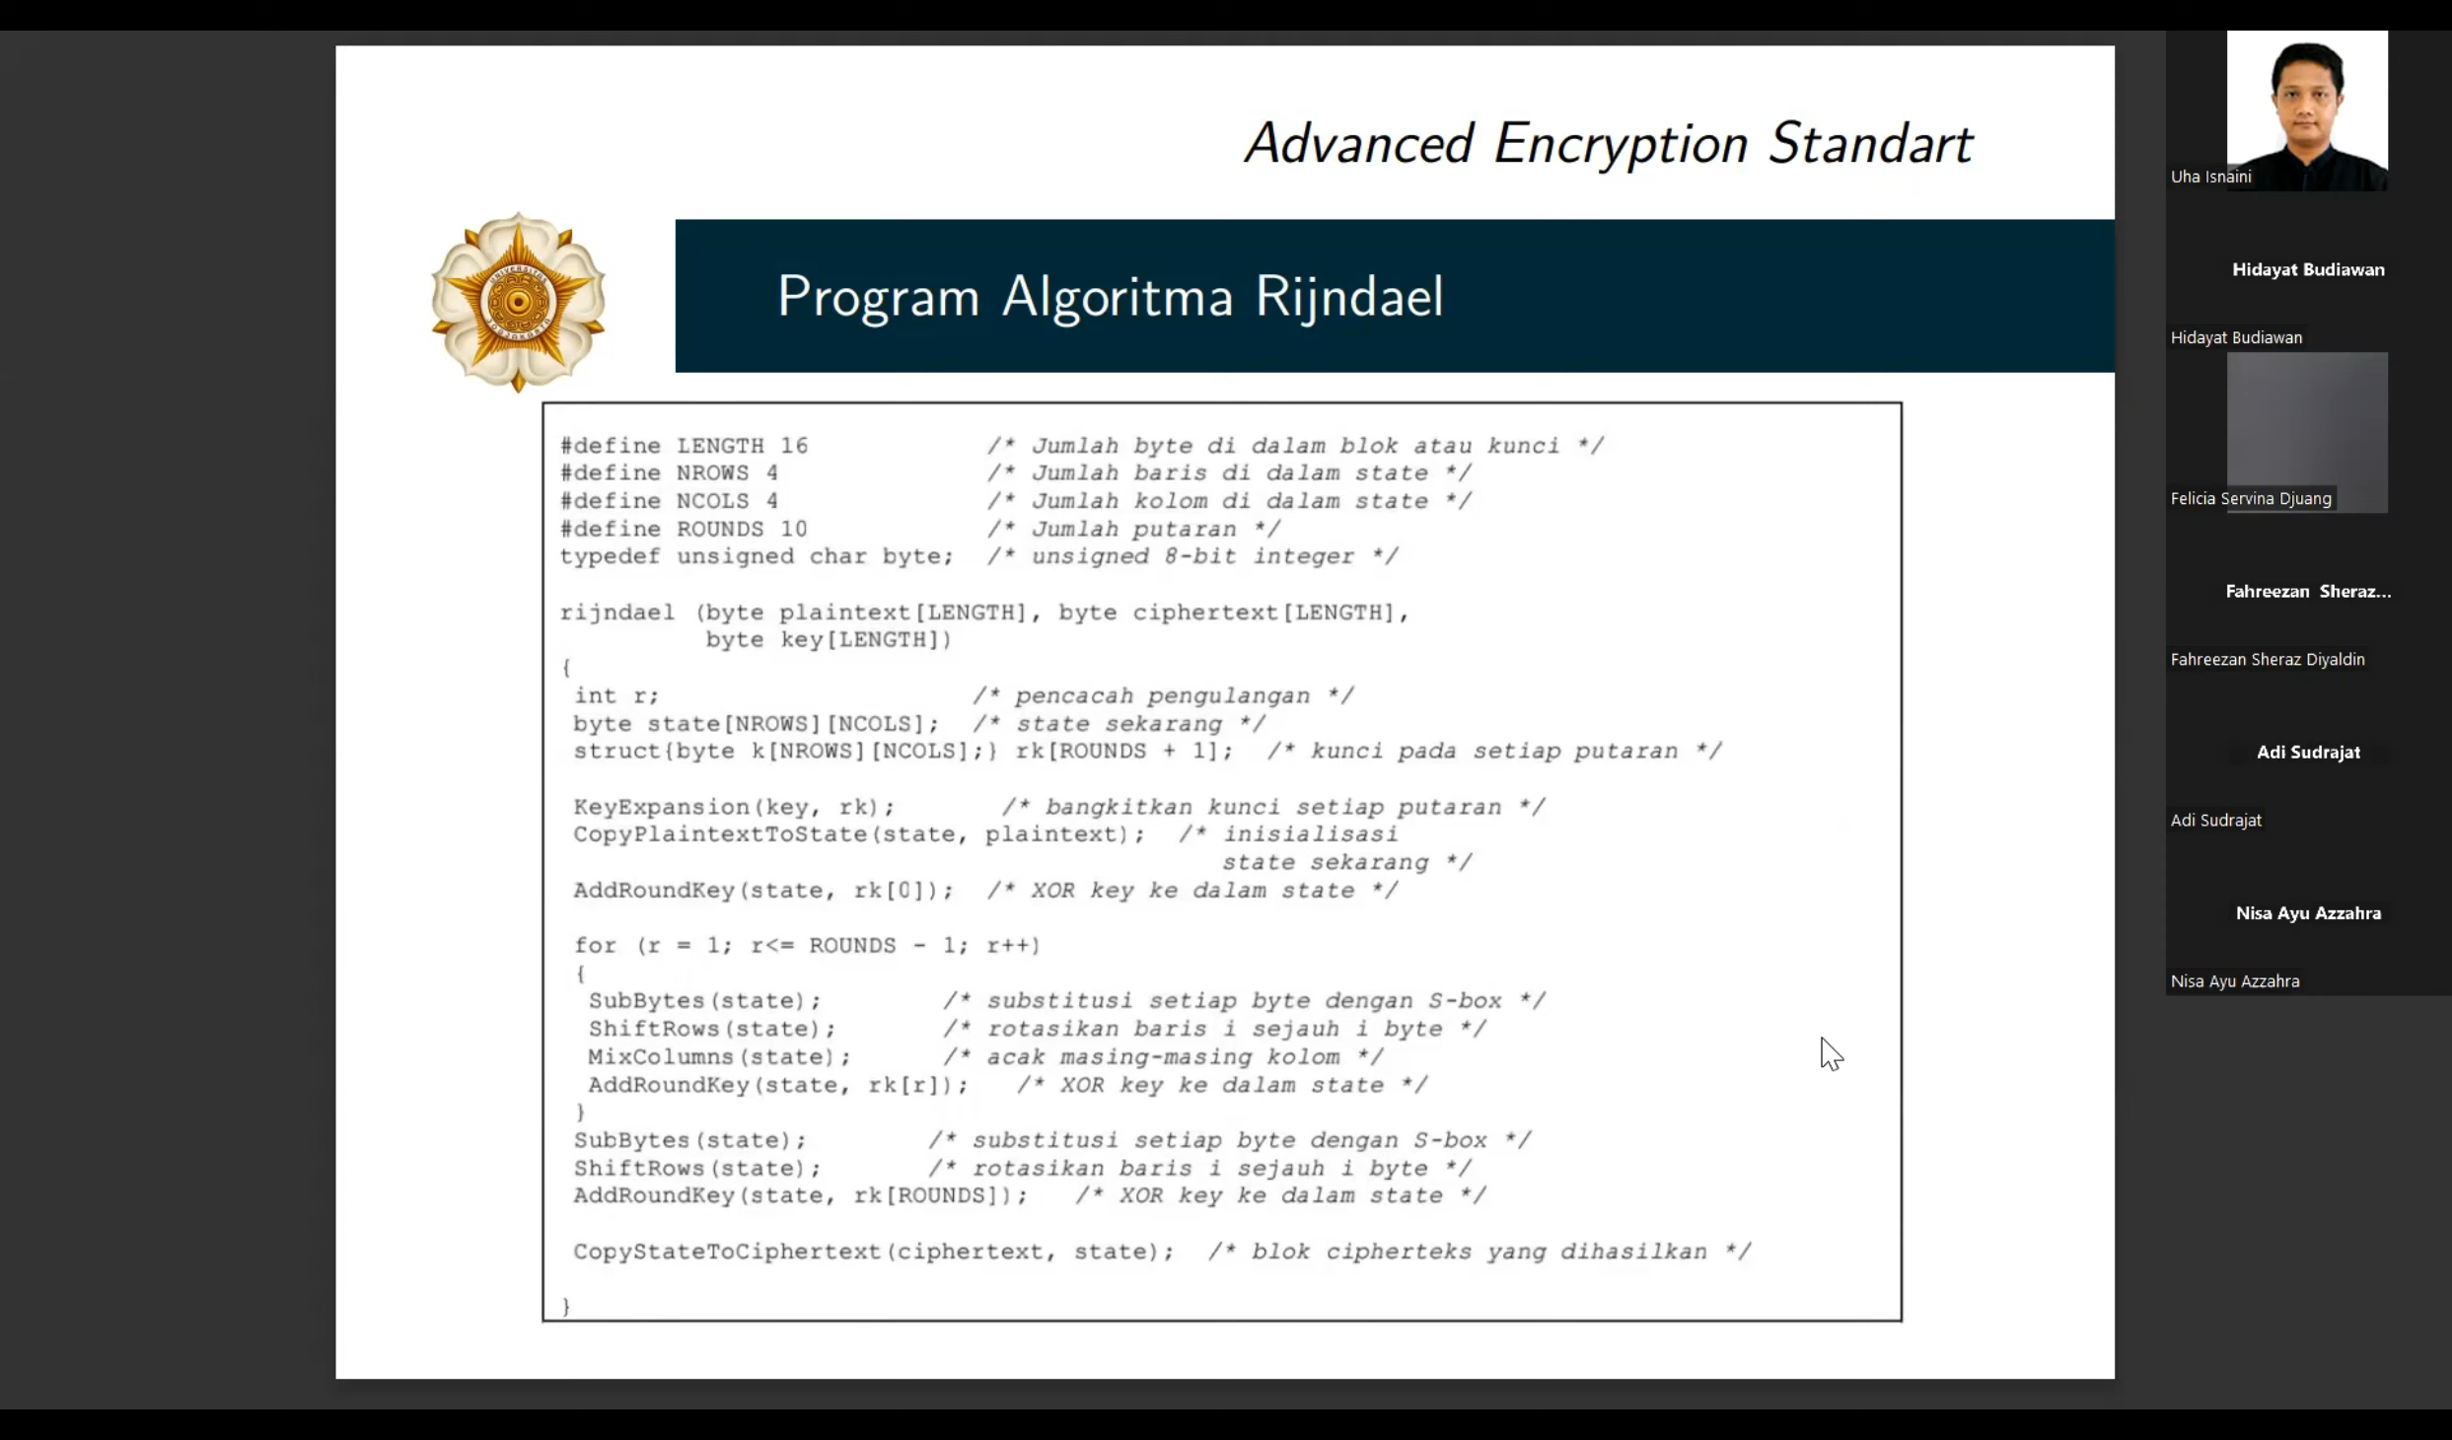 Advanced Encryption Standart
Program Algoritma Rijndael
#define LENGTH 16 /* Jumlah byte di dalam blok atau kunci */
#define NROWS 4 /* Jumlah baris di dalam state */
#define NCOLS 4 /* Jumlah kolom di dalam state */
#define ROUNDS 10 /* Jumlah putaran */
typedef unsigned char byte; /* unsigned 8-bit integer */
rijndael (byte plaintext[LENGTH], byte ciphertext[LENGTH],
byte key[LENGTH])
{
int r; /* pencacah pengulangan */
byte state[NROWS][NCOLS]; /* state sekarang */
struct{byte k[NROWS][NCOLS];} rk[ROUNDS + 1]; /* kunci pada setiap putaran */
KeyExpansion(key, rk); /* bangkitkan kunci setiap putaran */
CopyPlaintextToState(state, plaintext); /* inisialisasi
state sekarang */
AddRoundKey(state, rk[0]); /* XOR key ke dalam state */
for (r = 1; r<= ROUNDS - 1; r++)
{
SubBytes(state); /* substitusi setiap byte dengan S-box */
ShiftRows(state); /* rotasikan baris i sejauh i byte */
MixColumns(state); /* acak masing-masing kolom */
AddRoundKey(state, rk[r]); /* XOR key ke dalam state */
}
SubBytes(state); /* substitusi setiap byte dengan S-box */
ShiftRows(state); /* rotasikan baris i sejauh i byte */
AddRoundKey(state, rk[ROUNDS]); /* XOR key ke dalam state */
CopyStateToCiphertext(ciphertext, state); /* blok cipherteks yang dihasilkan */
}
Uha Isnaini
Hidayat Budiawan
Hidayat Budiawan
Felicia Servina Djuang
Fahreezan Sheraz...
Fahreezan Sheraz Diyaldin
Adi Sudrajat
Adi Sudrajat
Nisa Ayu Azzahra
Nisa Ayu Azzahra